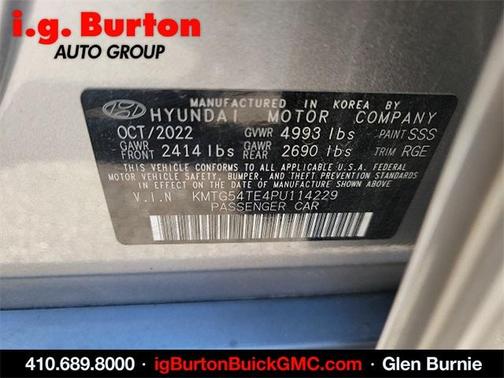 i.g. Burton
AUTO GROUP
MANUFACTURED IN KOREA BY
HYUNDAI MOTOR COMPANY
OCT/2022 GVWR 4993 lbs PAINT SSS
GAWR FRONT 2414 lbs GAWR REAR 2690 lbs TRIM RGE
THIS VEHICLE CONFORMS TO ALL APPLICABLE U.S.A. FEDERAL
MOTOR VEHICLE SAFETY, BUMPER, AND THEFT PREVENTION STANDARDS
IN EFFECT ON THE DATE OF MANUFACTURE SHOWN ABOVE.
V.I.N KMTG54TE4PU114229
PASSENGER CAR
410.689.8000 • igBurtonBuickGMC.com • Glen Burnie